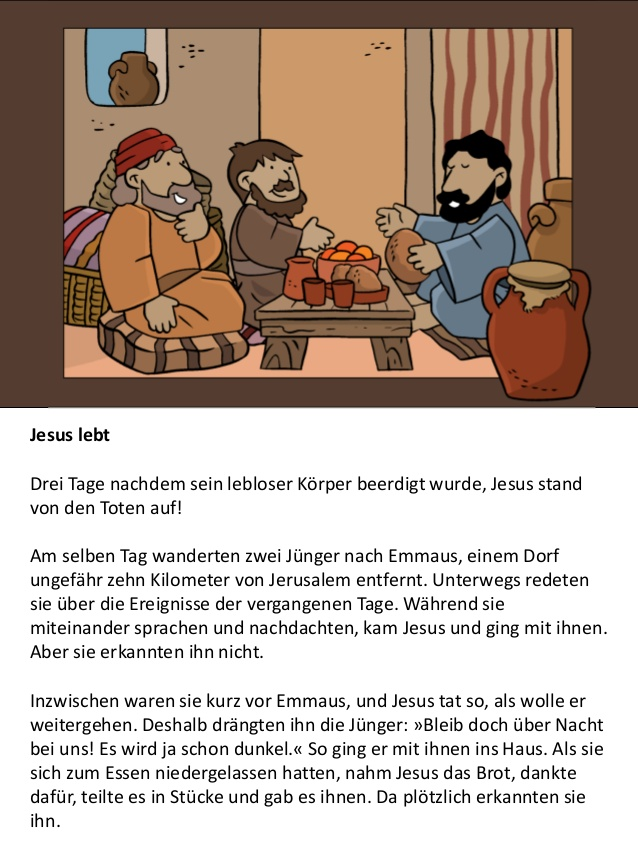 Jesus lebt
Drei Tage nachdem sein lebloser Körper beerdigt wurde, Jesus stand
von den Toten auf!
Am selben Tag wanderten zwei Jünger nach Emmaus, einem Dorf
ungefähr zehn Kilometer von Jerusalem entfernt. Unterwegs redeten
sie über die Ereignisse der vergangenen Tage. Während sie
miteinander sprachen und nachdachten, kam Jesus und ging mit ihnen.
Aber sie erkannten ihn nicht.
Inzwischen waren sie kurz vor Emmaus, und Jesus tat so, als wolle er
weitergehen. Deshalb drängten ihn die Jünger: »Bleib doch über Nacht
bei uns! Es wird ja schon dunkel.« So ging er mit ihnen ins Haus. Als sie
sich zum Essen niedergelassen hatten, nahm Jesus das Brot, dankte
dafür, teilte es in Stücke und gab es ihnen. Da plötzlich erkannten sie
ihn.